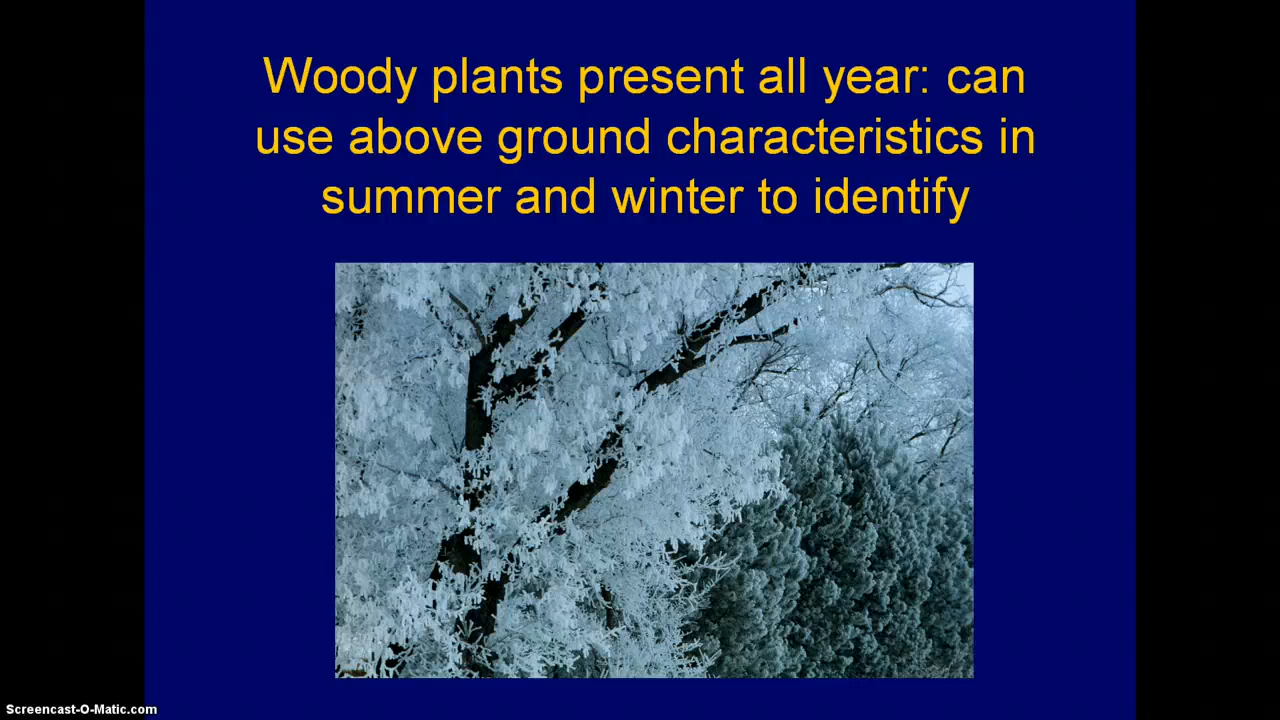 Woody plants present all year: can
use above ground characteristics in
summer and winter to identify
Screencast-O-Matic.com